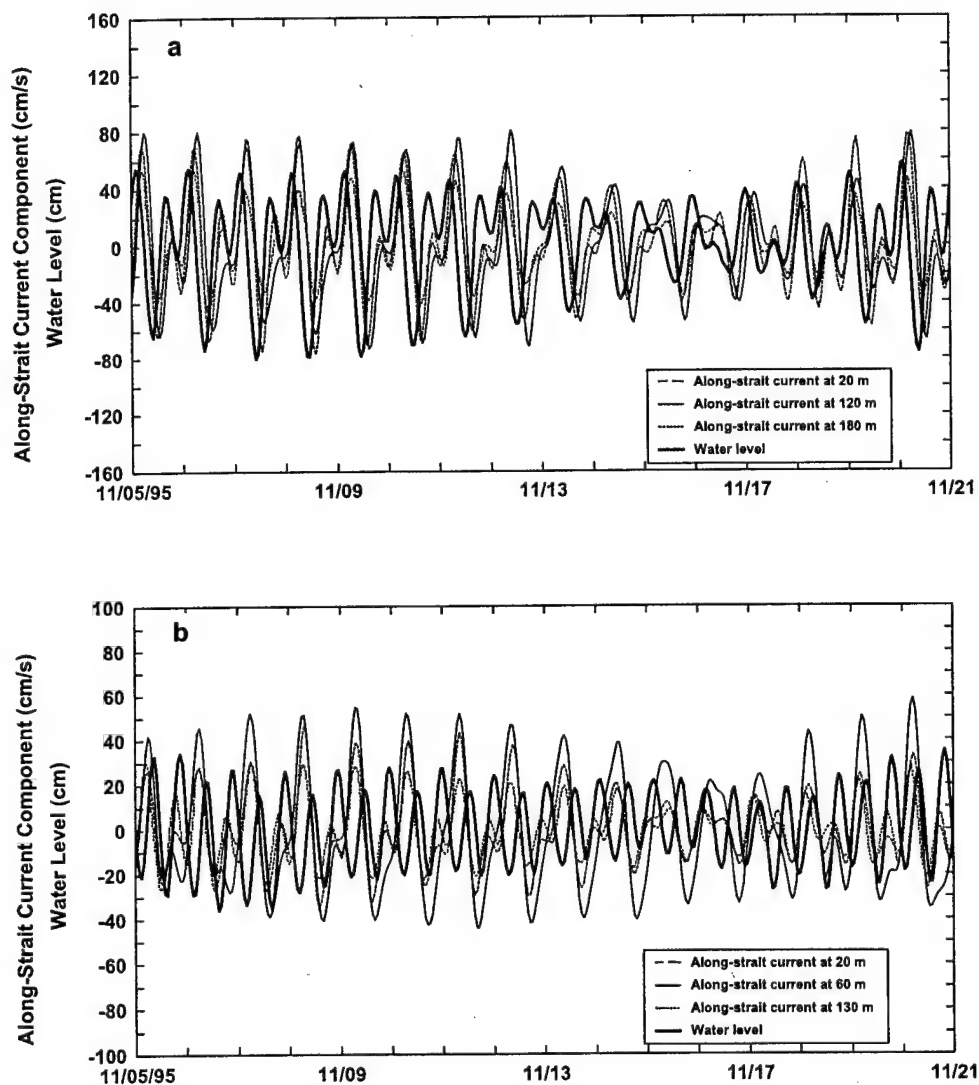 a
160
120
80
40
0
-40
-80
-120
-160
Along-Strait Current Component (cm/s)
Water Level (cm)
Along-strait current at 20 m
Along-strait current at 120 m
Along-strait current at 180 m
Water level
11/05/95 11/09 11/13 11/17 11/21
b
100
80
60
40
20
0
-20
-40
-60
-80
-100
Along-Strait Current Component (cm/s)
Water Level (cm)
Along-strait current at 20 m
Along-strait current at 60 m
Along-strait current at 130 m
Water level
11/05/95 11/09 11/13 11/17 11/21